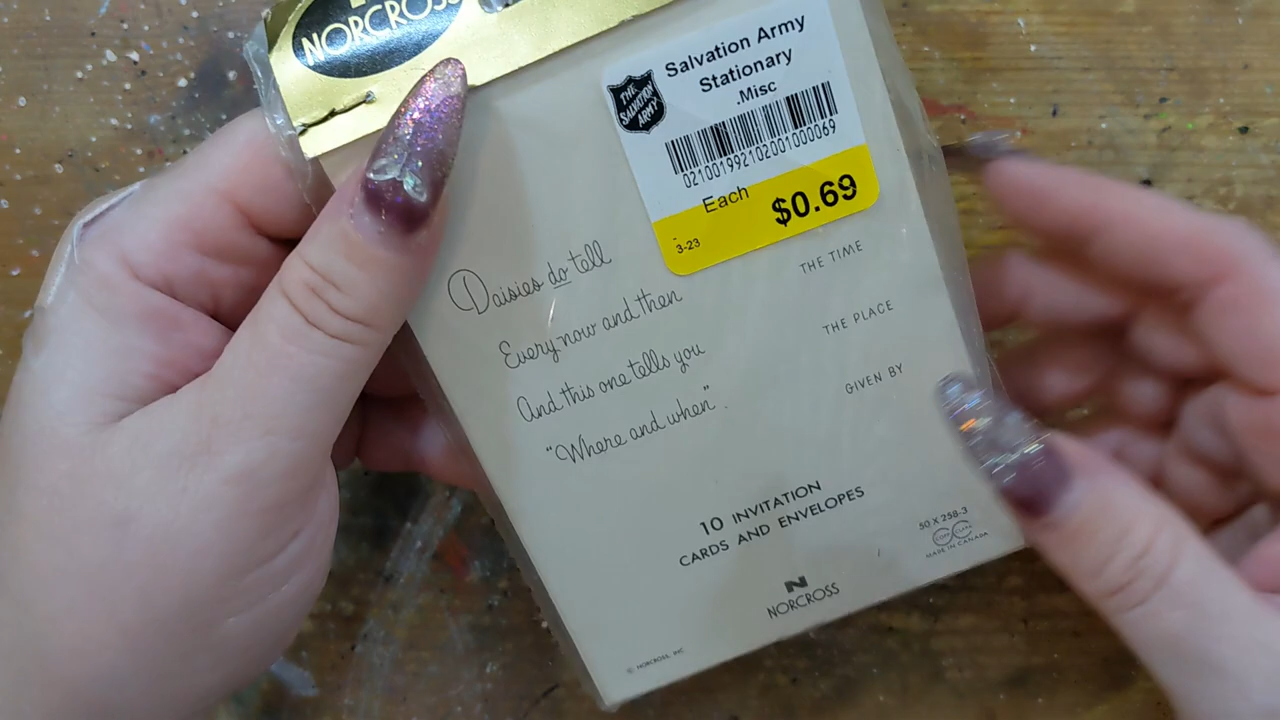 NORCROSS
Salvation Army
Stationary
.Misc
THE
SALVATION
ARMY
02100199210200100006​9
Each
$0.69
3-23
Daisies do tell
Every now and then
And this one tells you
"Where and when".
THE TIME
THE PLACE
GIVEN BY
10 INVITATION
CARDS AND ENVELOPES
50 X 258-3
MADE IN CANADA
N
NORCROSS
© NORCROSS, INC.